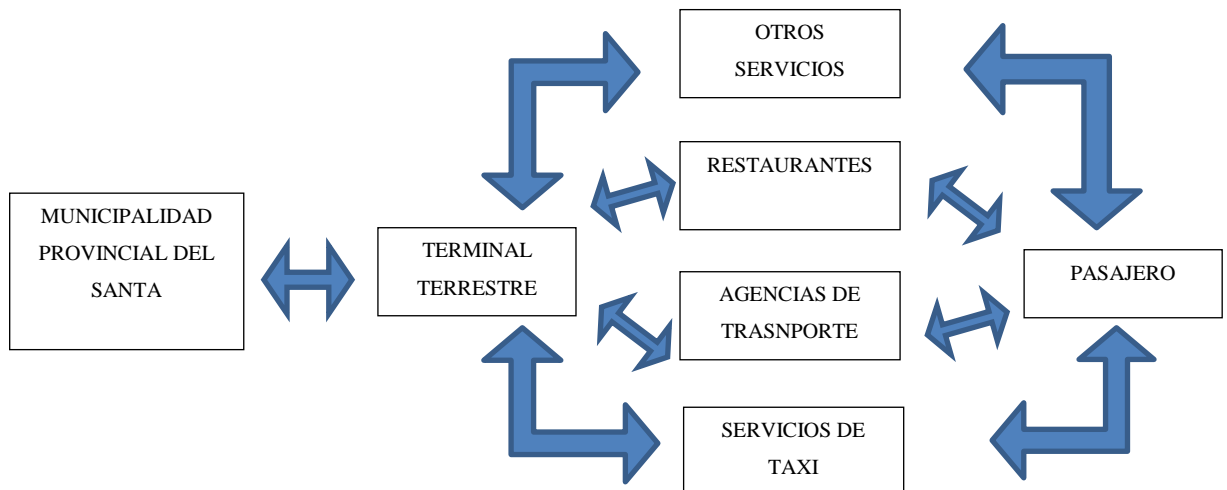 OTROS
SERVICIOS
RESTAURANTES
MUNICIPALIDAD
PROVINCIAL DEL
SANTA
TERMINAL
TERRESTRE
PASAJERO
AGENCIAS DE
TRASNPORTE
SERVICIOS DE
TAXI